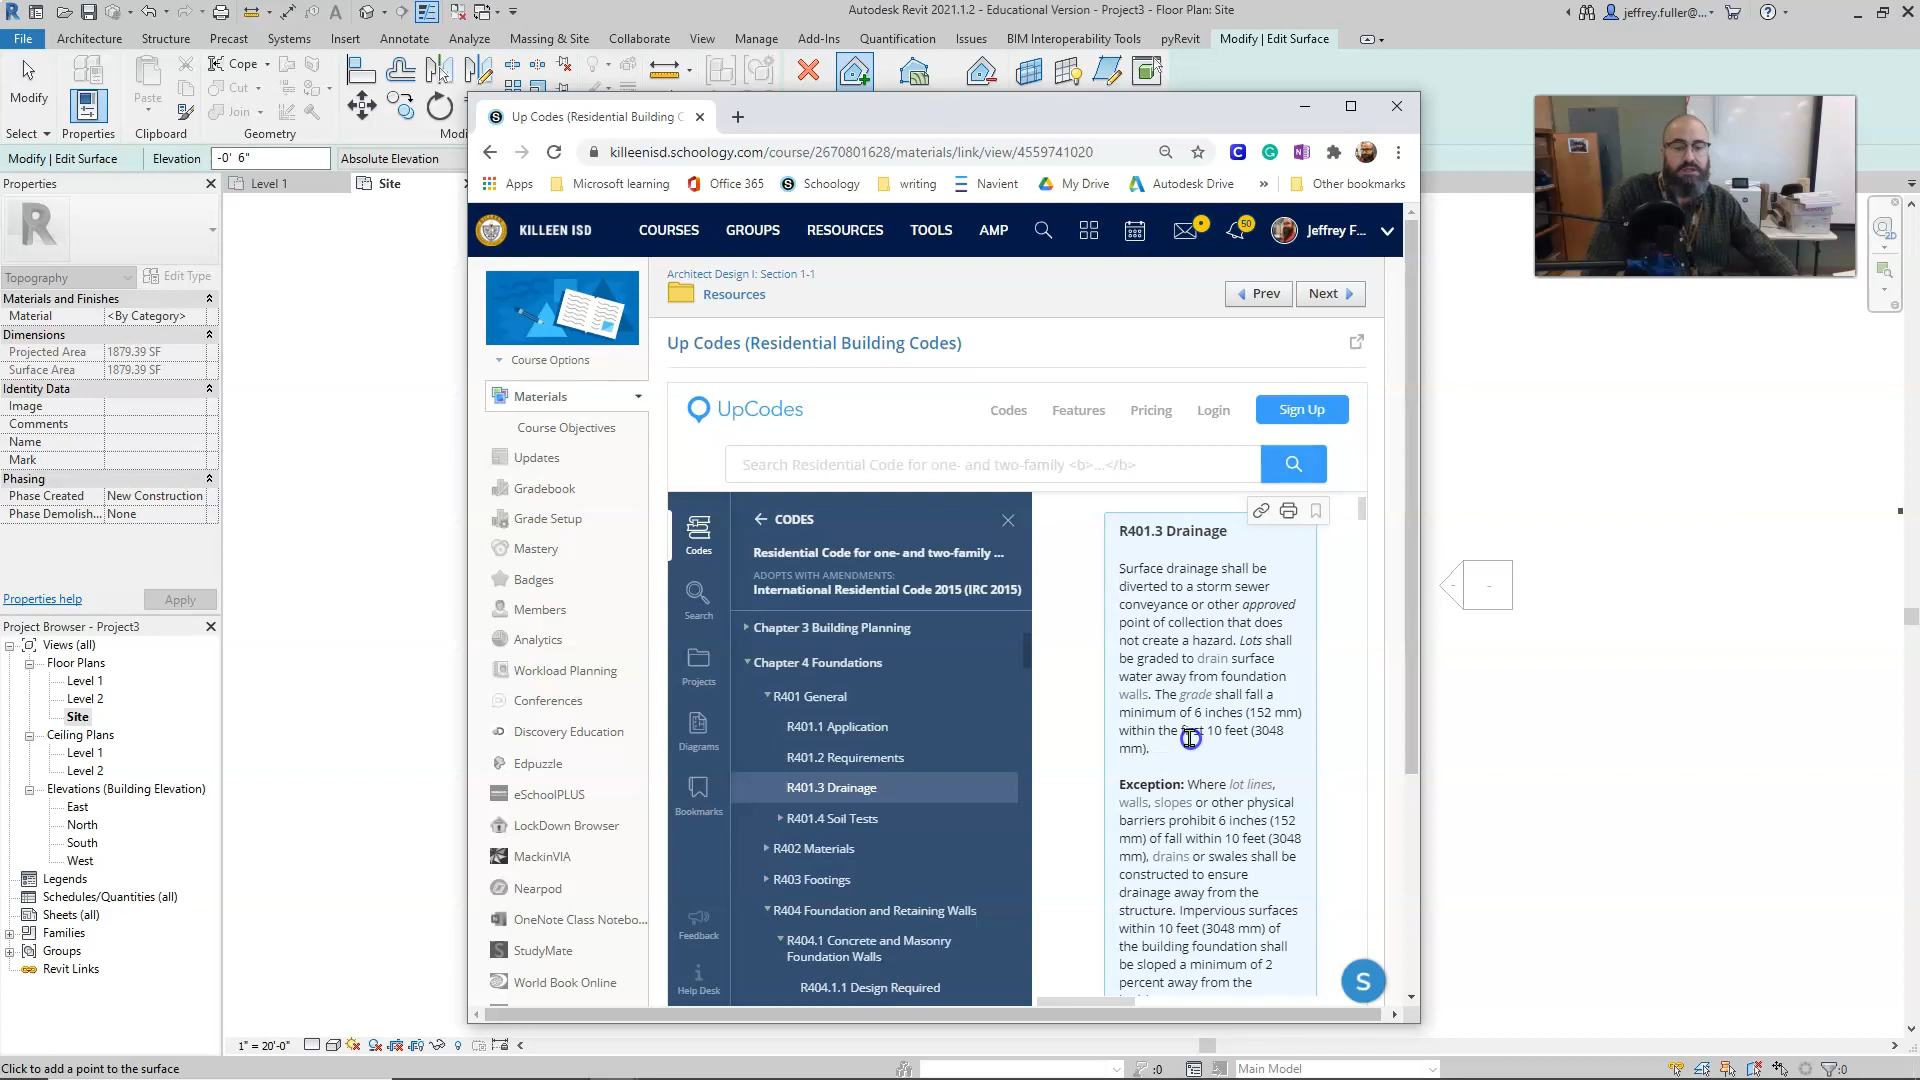 Autodesk Revit 2021.1.2 - Educational Version - Project3 - Floor Plan: Site
jeffrey.fuller@...
File Architecture Structure Precast Systems Insert Annotate Analyze Massing & Site Collaborate View Manage Add-Ins Quantification Issues BIM Interoperability Tools pyRevit Modify | Edit Surface
Cope
Cut
Join
Modify
Paste
Select Properties Clipboard Geometry
Modify | Edit Surface Elevation -0' 6" Absolute Elevation
Properties
Level 1
Site
Topography Edit Type
Materials and Finishes
Material <By Category>
Dimensions
Projected Area 1879.39 SF
Surface Area 1879.39 SF
Identity Data
Image
Comments
Name
Mark
Phasing
Phase Created New Construction
Phase Demolish... None
Properties help Apply
Project Browser - Project3
Views (all)
Floor Plans
Level 1
Level 2
Site
Ceiling Plans
Level 1
Level 2
Elevations (Building Elevation)
East
North
South
West
Legends
Schedules/Quantities (all)
Sheets (all)
Families
Groups
Revit Links
1" = 20'-0"
Click to add a point to the surface
:0
Main Model
:0
Up Codes (Residential Building C
killeenisd.schoology.com/course/2670801628/materials/link/view/4559741020
Apps Microsoft learning Office 365 Schoology writing Navient My Drive Autodesk Drive » Other bookmarks
KILLEEN ISD COURSES GROUPS RESOURCES TOOLS AMP 50 Jeffrey F...
Architect Design I: Section 1-1
Resources
Prev Next
Up Codes (Residential Building Codes)
Course Options
Materials
Course Objectives
Updates
Gradebook
Grade Setup
Mastery
Badges
Members
Analytics
Workload Planning
Conferences
Discovery Education
Edpuzzle
eSchoolPLUS
LockDown Browser
MackinVIA
Nearpod
OneNote Class Notebo...
StudyMate
World Book Online
UpCodes Codes Features Pricing Login Sign Up
Search Residential Code for one- and two-family <b>...</b>
Codes
Search
Projects
Diagrams
Bookmarks
Feedback
Help Desk
CODES
Residential Code for one- and two-family ...
ADOPTS WITH AMENDMENTS:
International Residential Code 2015 (IRC 2015)
Chapter 3 Building Planning
Chapter 4 Foundations
R401 General
R401.1 Application
R401.2 Requirements
R401.3 Drainage
R401.4 Soil Tests
R402 Materials
R403 Footings
R404 Foundation and Retaining Walls
R404.1 Concrete and Masonry
Foundation Walls
R404.1.1 Design Required
R401.3 Drainage
Surface drainage shall be
diverted to a storm sewer
conveyance or other approved
point of collection that does
not create a hazard. Lots shall
be graded to drain surface
water away from foundation
walls. The grade shall fall a
minimum of 6 inches (152 mm)
within the first 10 feet (3048
mm).
Exception: Where lot lines,
walls, slopes or other physical
barriers prohibit 6 inches (152
mm) of fall within 10 feet (3048
mm), drains or swales shall be
constructed to ensure
drainage away from the
structure. Impervious surfaces
within 10 feet (3048 mm) of
the building foundation shall
be sloped a minimum of 2
percent away from the
S